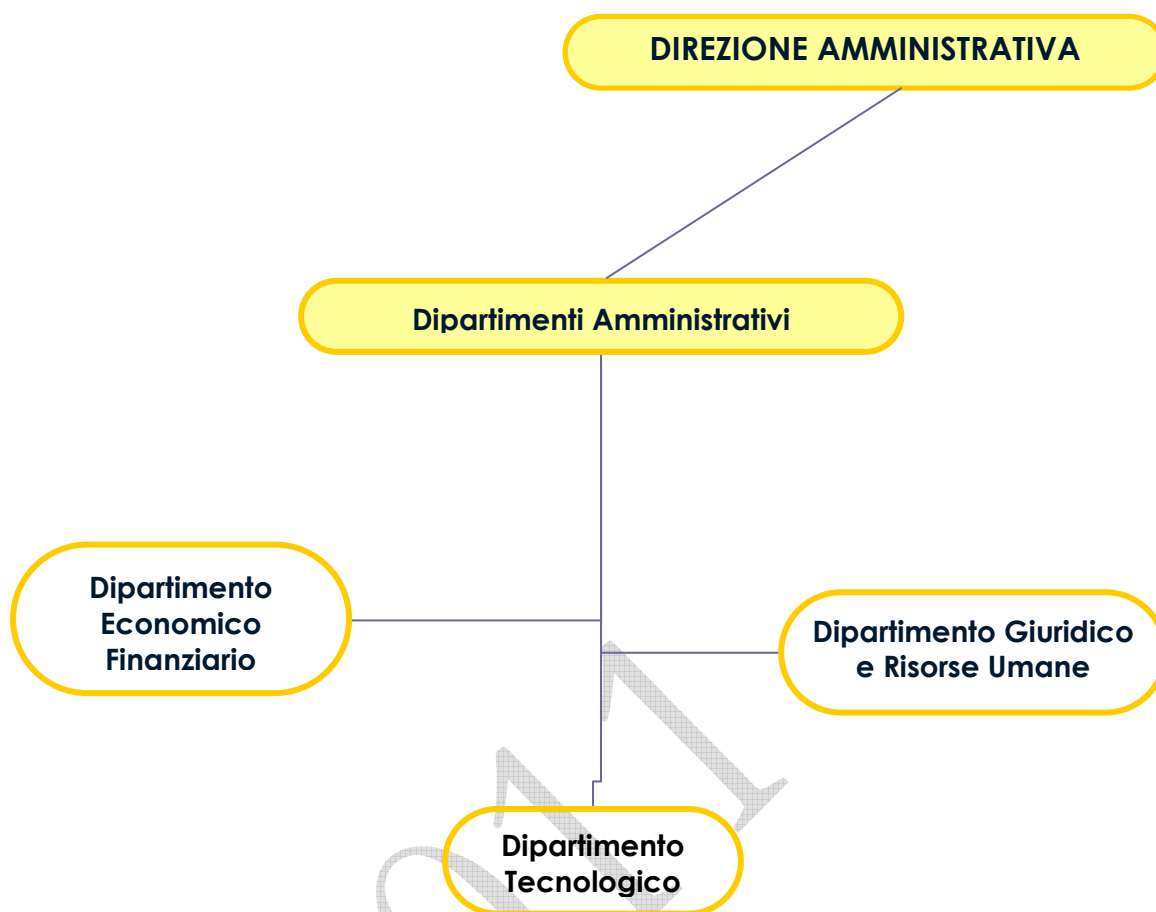 DIREZIONE AMMINISTRATIVA
Dipartimenti Amministrativi
Dipartimento
Economico
Finanziario
Dipartimento Giuridico
e Risorse Umane
Dipartimento
Tecnologico